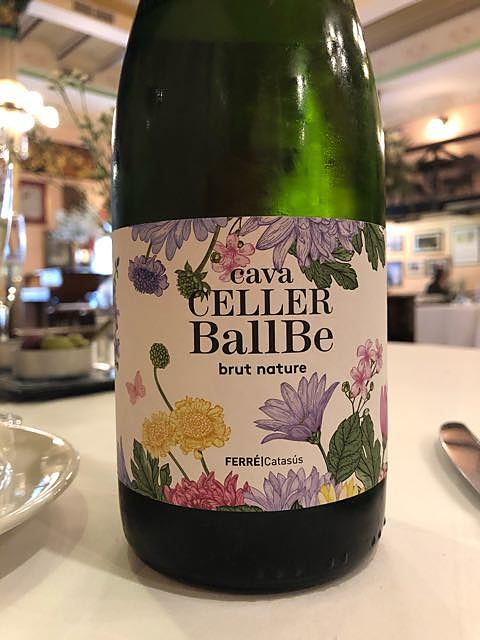 cava
CELLER
BallBe
brut nature
FERRÉ|Catasús